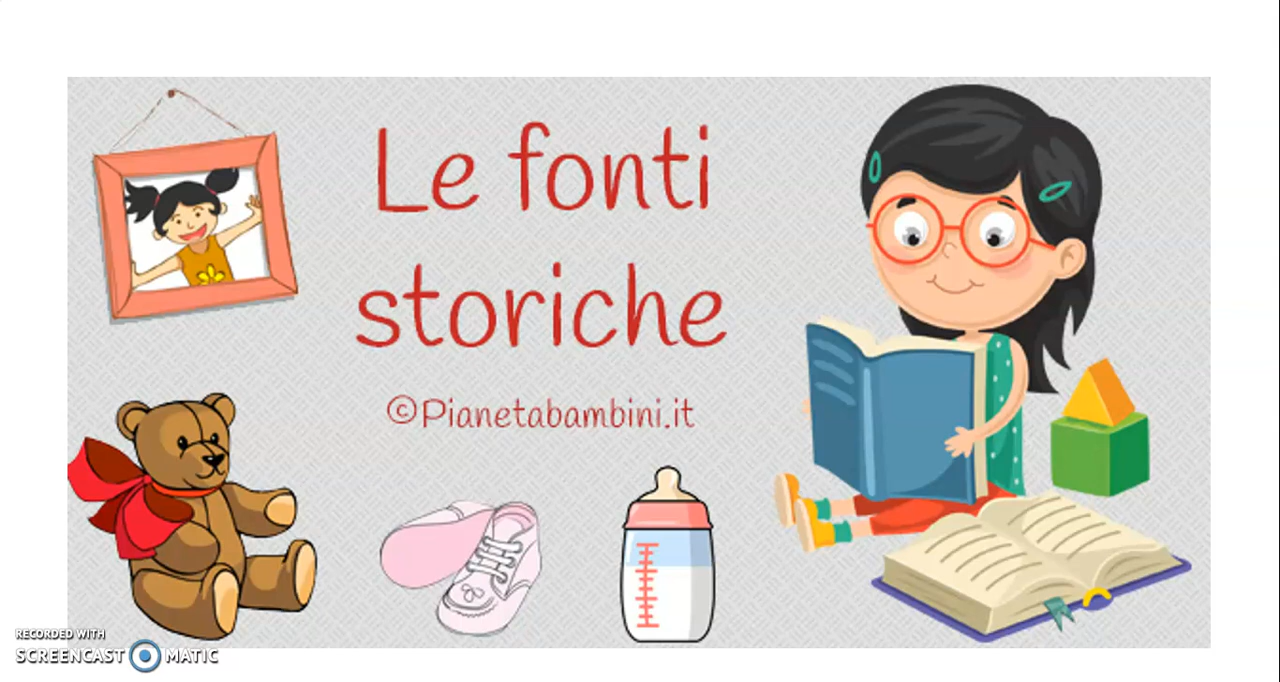 Le fonti
storiche
©Pianetabambini.it
RECORDED WITH
SCREENCAST MATIC